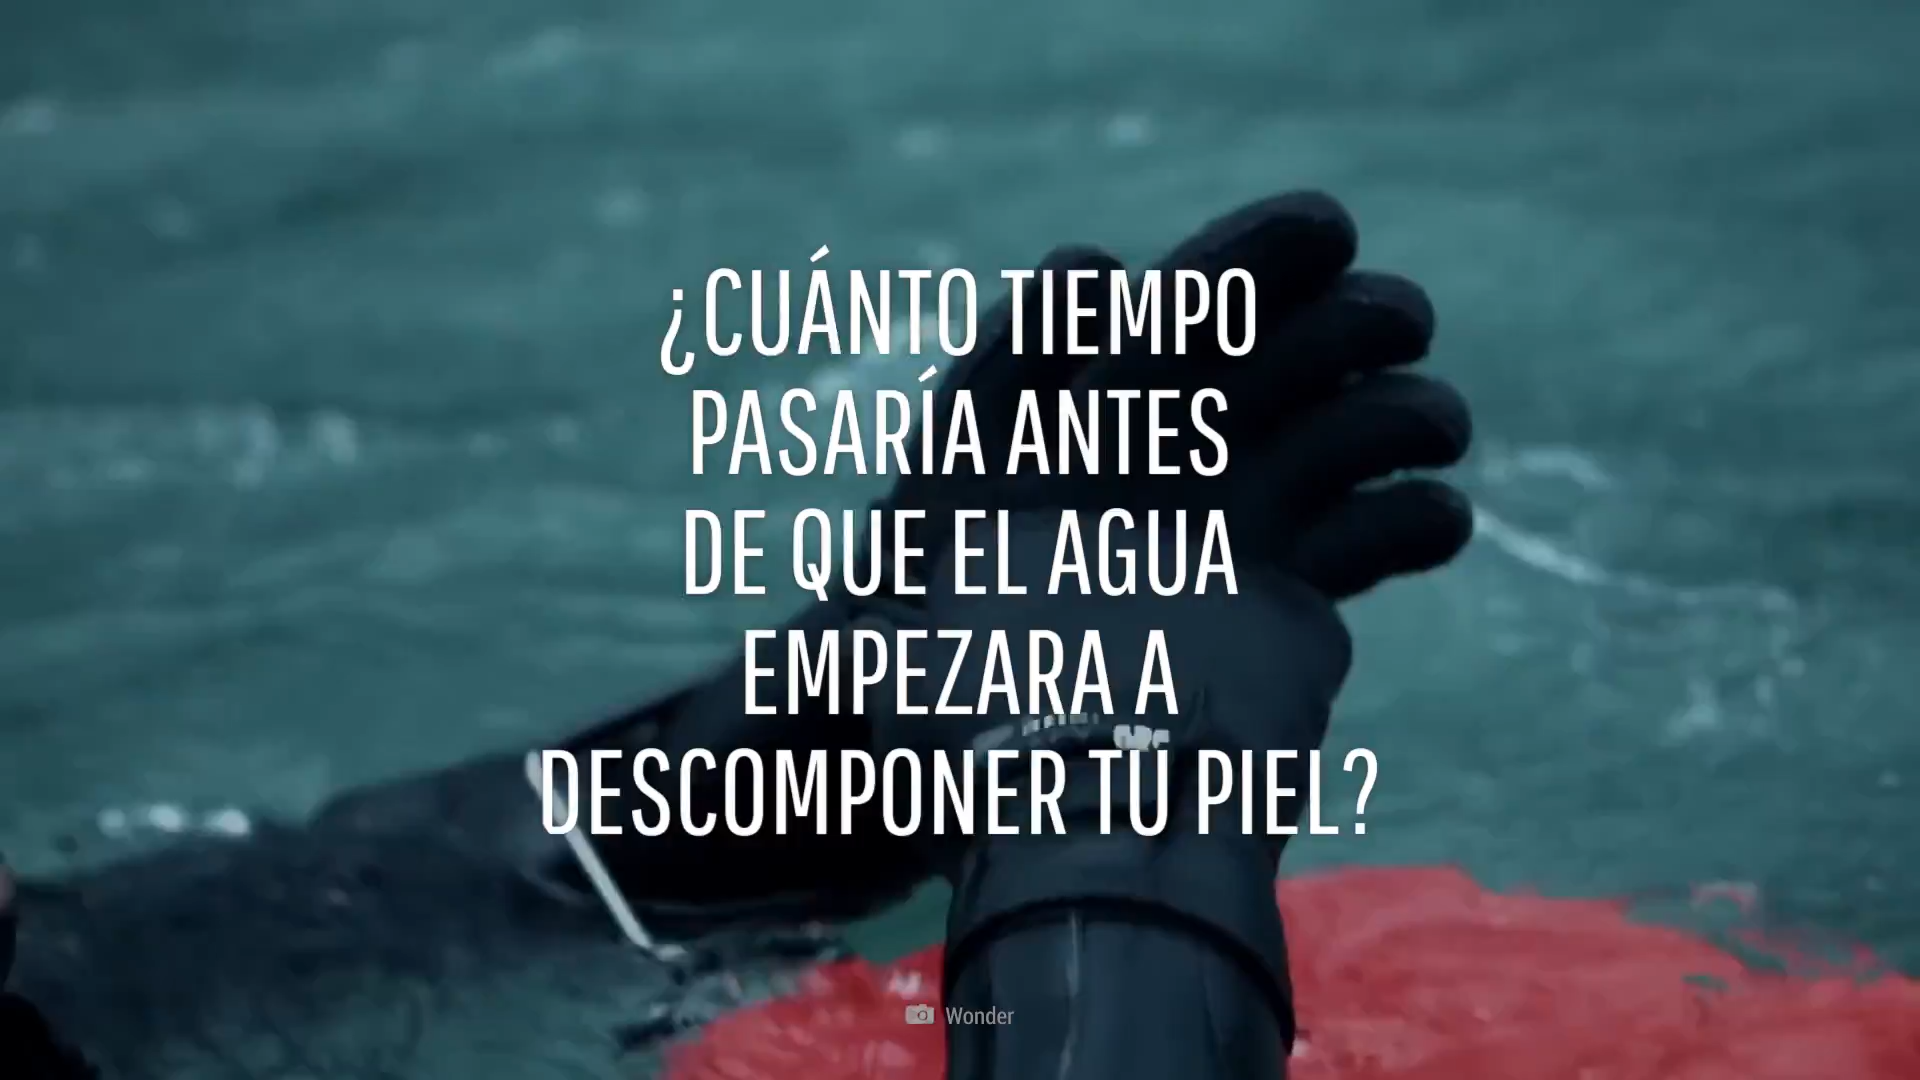 ¿CUÁNTO TIEMPO
PASARÍA ANTES
DE QUE EL AGUA
EMPEZARA A
DESCOMPONER TU PIEL?
Wonder